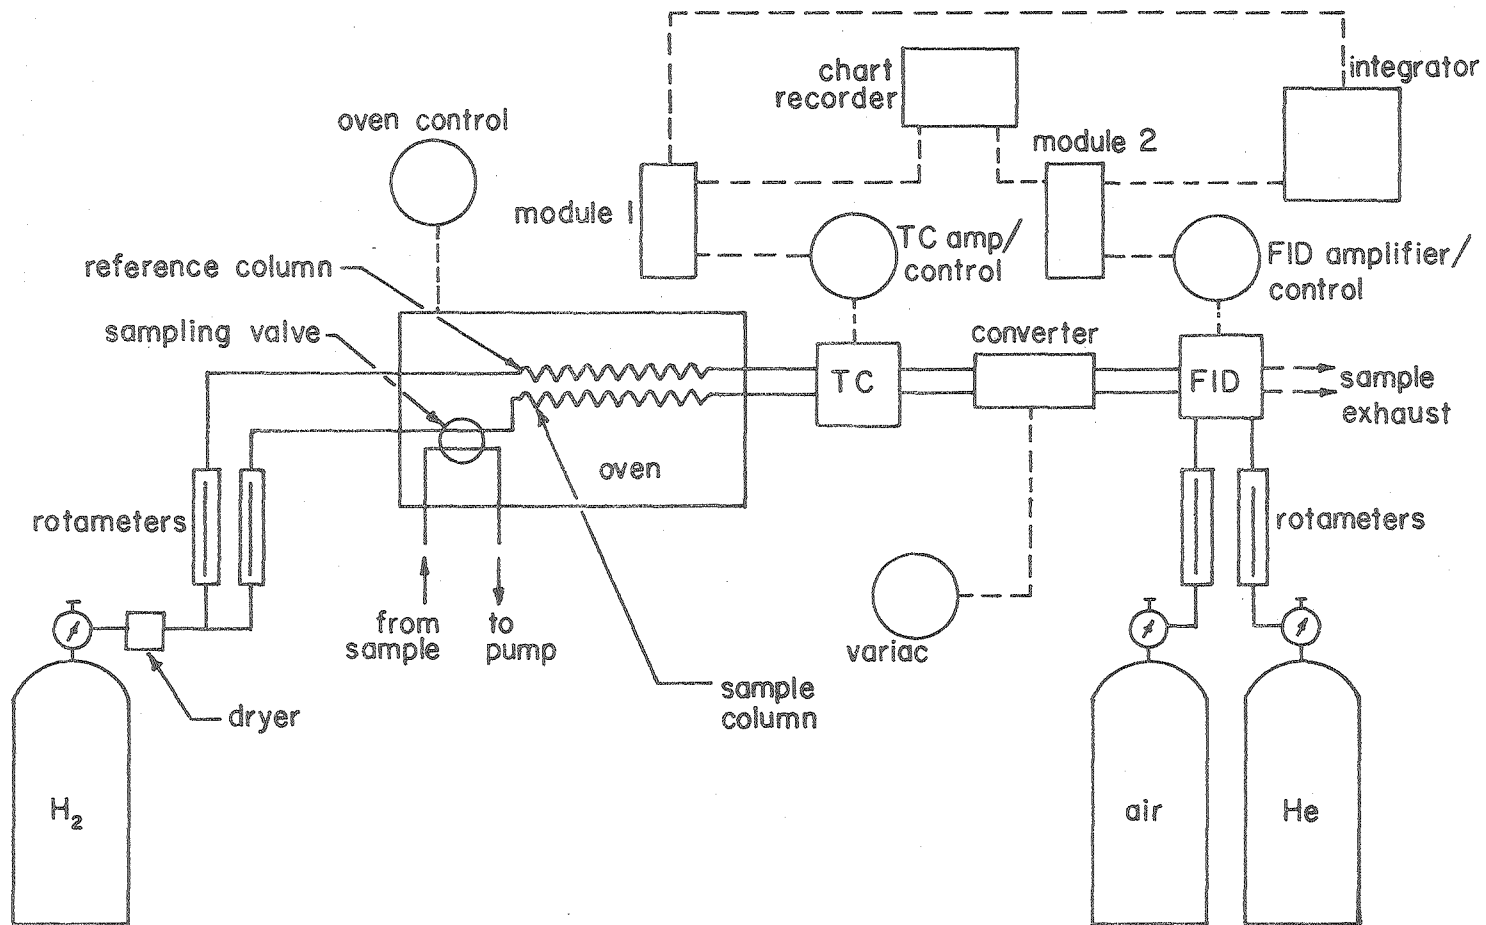 integrator
chart
recorder
oven control
module 2
module 1
TC amp/
control
FID amplifier/
control
reference column
sampling valve
converter
TC
FID
sample
exhaust
oven
rotameters
rotameters
from
sample
to
pump
variac
sample
column
dryer
H₂
air
He